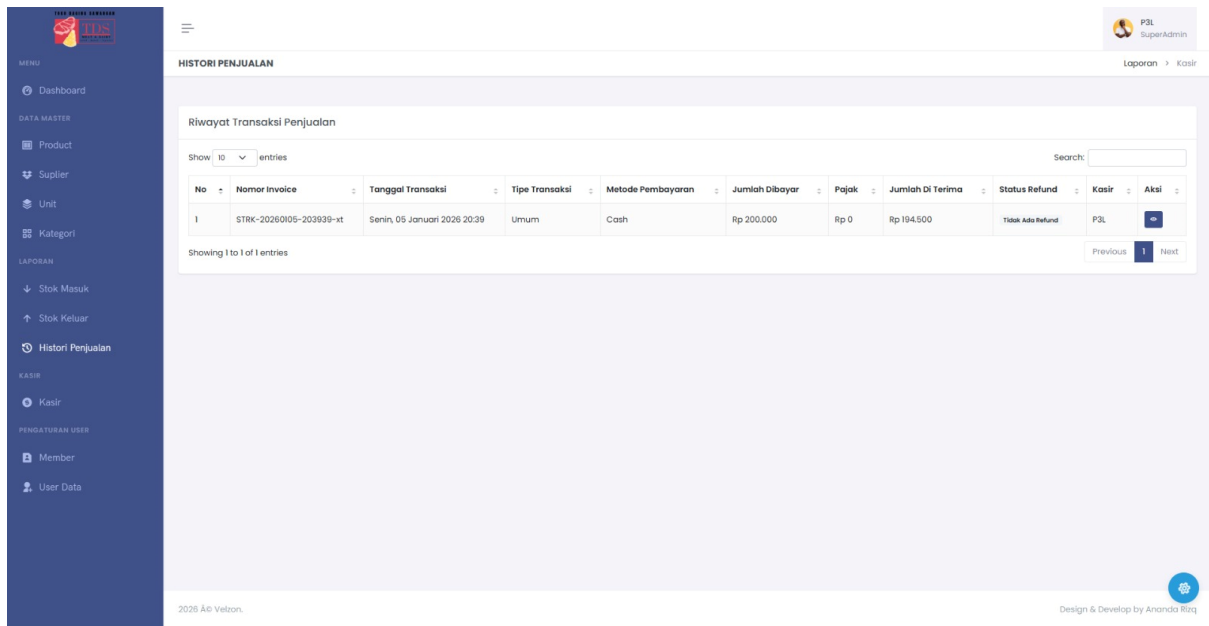 TDS
P3L
SuperAdmin
HISTORI PENJUALAN
Laporan > Kasir
MENU
Dashboard
DATA MASTER
Product
Suplier
Unit
Kategori
LAPORAN
Stok Masuk
Stok Keluar
Histori Penjualan
KASIR
Kasir
PENGATURAN USER
Member
User Data
Riwayat Transaksi Penjualan
Show 10 entries
Search:
No Nomor Invoice Tanggal Transaksi Tipe Transaksi Metode Pembayaran Jumlah Dibayar Pajak Jumlah Di Terima Status Refund Kasir Aksi
1 STRK-20260105-203939-xt Senin, 05 Januari 2026 20:39 Umum Cash Rp 200.000 Rp 0 Rp 194.500 Tidak Ada Refund P3L
Showing 1 to 1 of 1 entries
Previous 1 Next
2026 Â© Velzon.
Design & Develop by Ananda Rizq